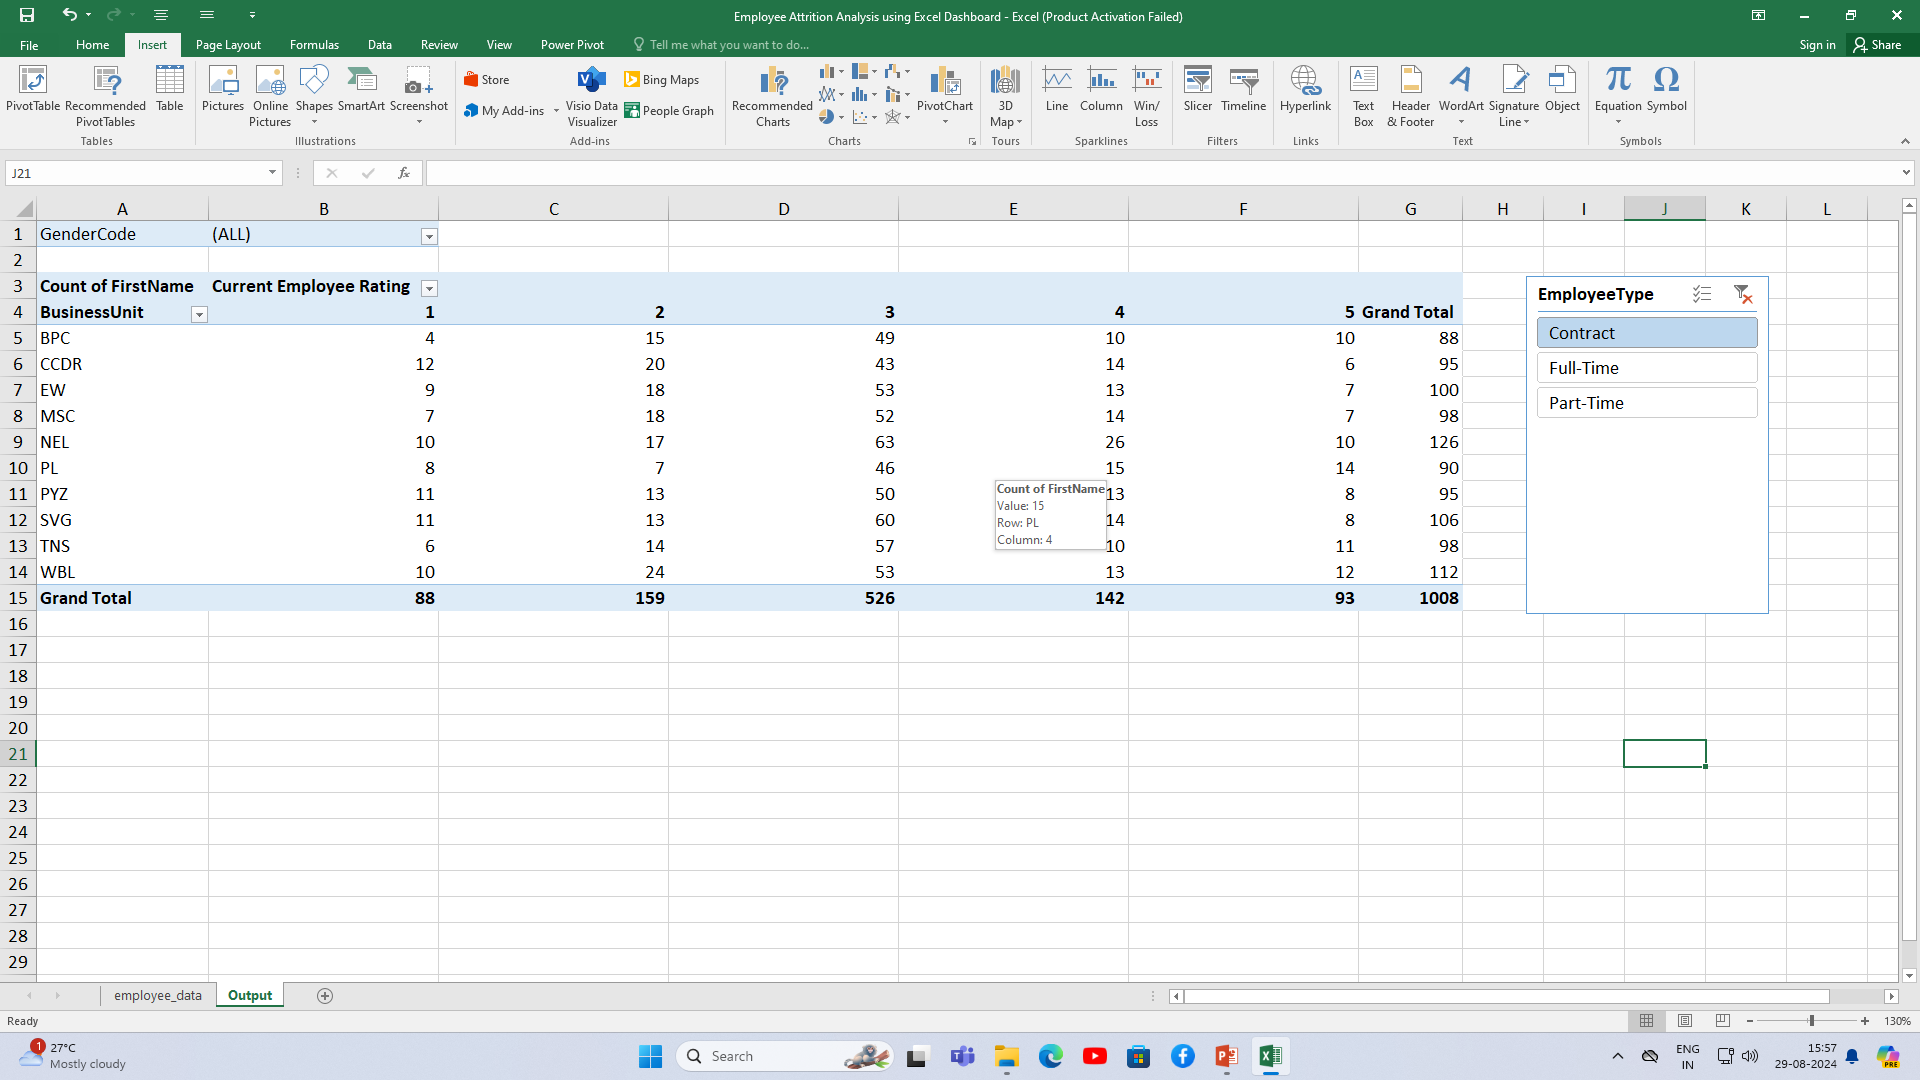 Employee Attrition Analysis using Excel Dashboard - Excel (Product Activation Failed)
File Home Insert Page Layout Formulas Data Review View Power Pivot Tell me what you want to do... Sign in Share
PivotTable Recommended PivotTables Table
Tables
Pictures Online Pictures Shapes SmartArt Screenshot
Illustrations
Store
My Add-ins
Visio Data Visualizer
Bing Maps
People Graph
Add-ins
Recommended Charts
PivotChart
Charts
3D Map
Tours
Line Column Win/ Loss
Sparklines
Slicer Timeline
Filters
Hyperlink
Links
Text Box Header & Footer WordArt Signature Line Object
Text
Equation Symbol
Symbols
J21 fx
A B C D E F G H I J K L
1 GenderCode (ALL)
2
3 Count of FirstName Current Employee Rating
4 BusinessUnit 1 2 3 4 5 Grand Total
5 BPC 4 15 49 10 10 88
6 CCDR 12 20 43 14 6 95
7 EW 9 18 53 13 7 100
8 MSC 7 18 52 14 7 98
9 NEL 10 17 63 26 10 126
10 PL 8 7 46 15 14 90
11 PYZ 11 13 50 13 8 95
12 SVG 11 13 60 14 8 106
13 TNS 6 14 57 10 11 98
14 WBL 10 24 53 13 12 112
15 Grand Total 88 159 526 142 93 1008
16
17
18
19
20
21
22
23
24
25
26
27
28
29
Count of FirstName
Value: 15
Row: PL
Column: 4
EmployeeType
Contract
Full-Time
Part-Time
employee_data Output
Ready 130%
1
27°C
Mostly cloudy
Search
ENG
IN
15:57
29-08-2024
PRE